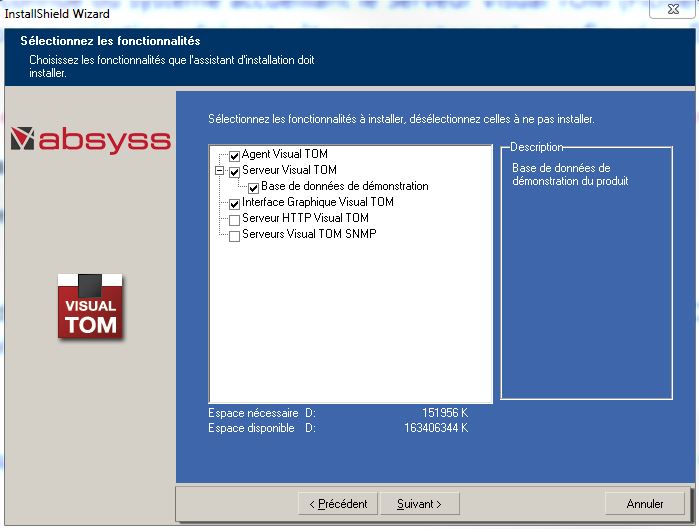 InstallShield Wizard
Sélectionnez les fonctionnalités
Choisissez les fonctionnalités que l'assistant d'installation doit
installer.
absyss
VISUAL
TOM
Sélectionnez les fonctionnalités à installer, désélectionnez celles à ne pas installer.
Agent Visual TOM
Serveur Visual TOM
Base de données de démonstration
Interface Graphique Visual TOM
Serveur HTTP Visual TOM
Serveurs Visual TOM SNMP
Description
Base de données de
démonstration du produit
Espace nécessaire D: 151956 K
Espace disponible D: 163406344 K
< Précédent
Suivant >
Annuler